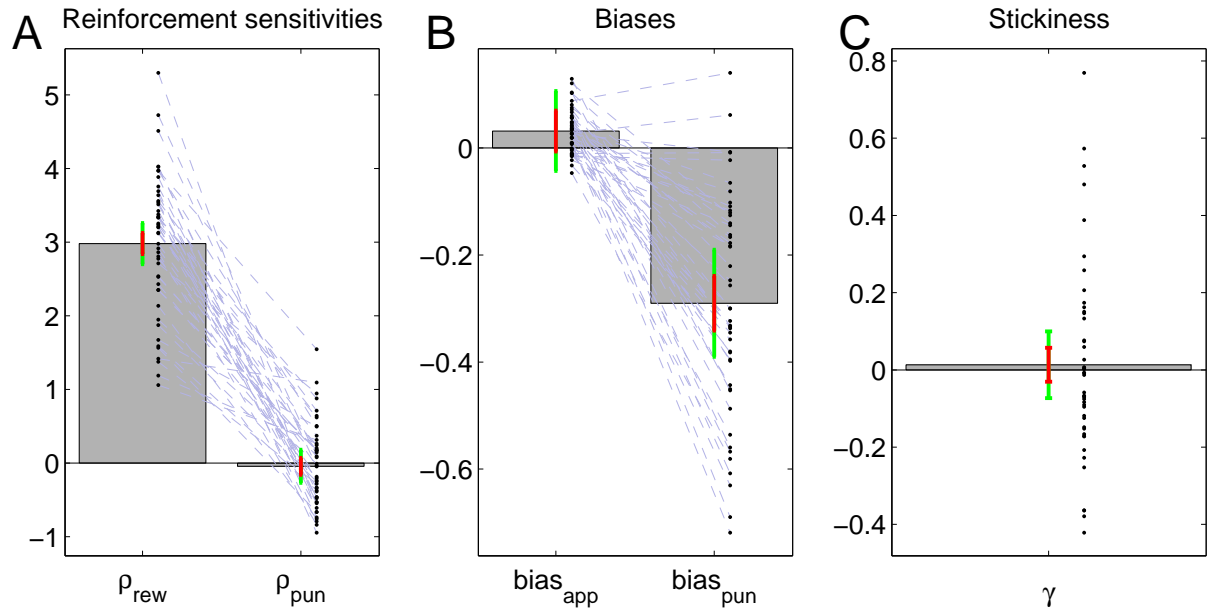 A
Reinforcement sensitivities
5
4
3
2
1
0
−1
ρrew
ρpun
B
Biases
0
−0.2
−0.4
−0.6
biasapp
biaspun
C
Stickiness
0.8
0.6
0.4
0.2
0
−0.2
−0.4
γ